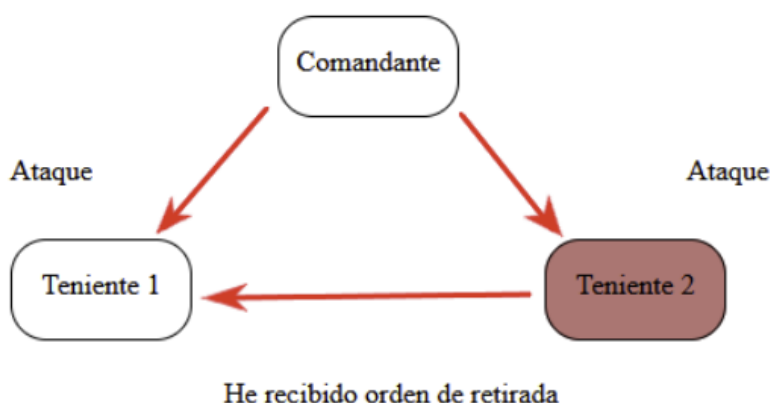 Comandante
Ataque
Ataque
Teniente 1
Teniente 2
He recibido orden de retirada